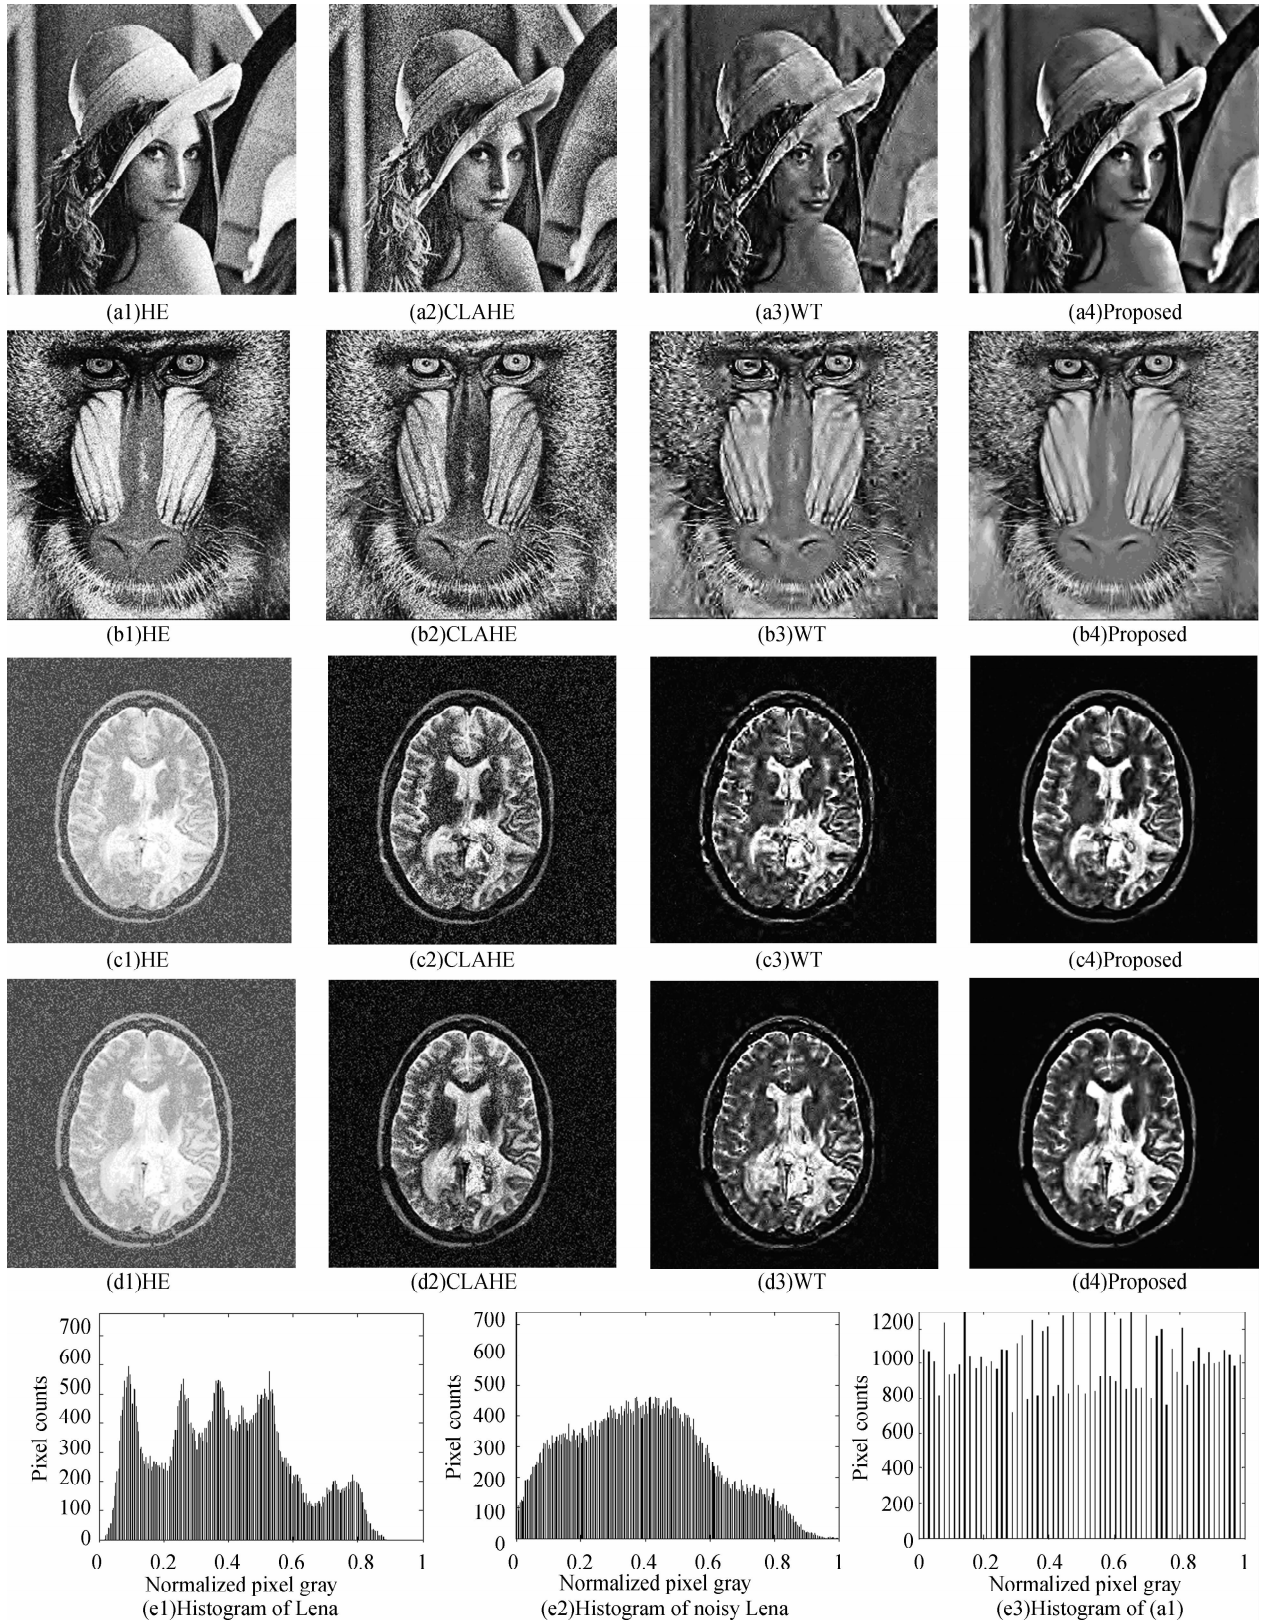 (a1)HE
(a2)CLAHE
(a3)WT
(a4)Proposed
(b1)HE
(b2)CLAHE
(b3)WT
(b4)Proposed
(c1)HE
(c2)CLAHE
(c3)WT
(c4)Proposed
(d1)HE
(d2)CLAHE
(d3)WT
(d4)Proposed
700
600
500
400
300
200
100
0
Pixel counts
0 0.2 0.4 0.6 0.8 1
Normalized pixel gray
(e1)Histogram of Lena
700
600
500
400
300
200
100
0
Pixel counts
0 0.2 0.4 0.6 0.8 1
Normalized pixel gray
(e2)Histogram of noisy Lena
1200
1000
800
600
400
200
0
Pixel counts
0 0.2 0.4 0.6 0.8 1
Normalized pixel gray
(e3)Histogram of (a1)